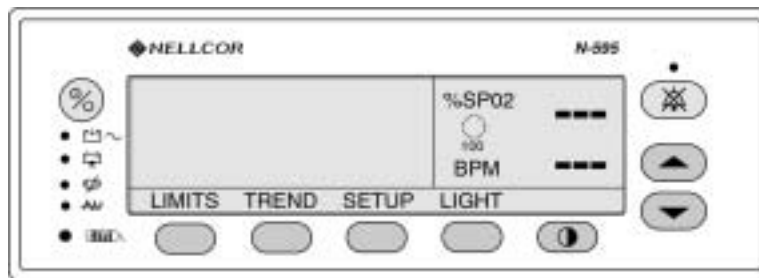 NELLCOR
N-595
%
%SP02
---
100
BPM
---
LIMITS TREND SETUP LIGHT